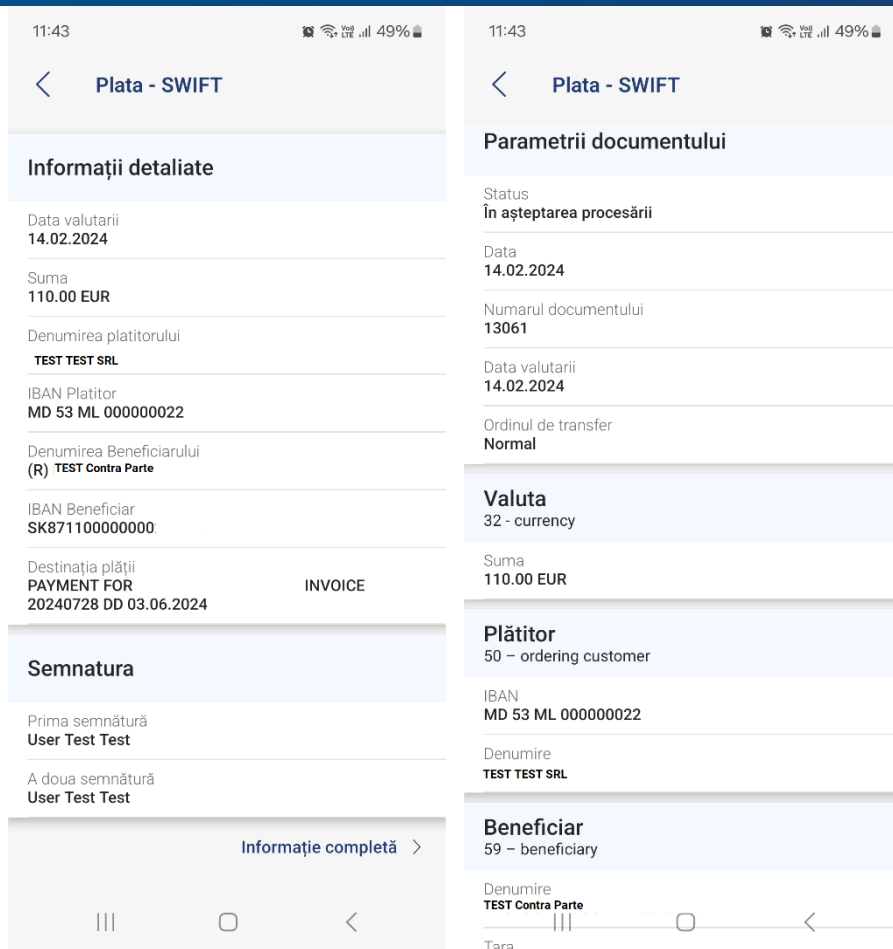 11:43
Voi) LTE 49%
Plata - SWIFT
Informații detaliate
Data valutarii
14.02.2024
Suma
110.00 EUR
Denumirea platitorului
TEST TEST SRL
IBAN Platitor
MD 53 ML 000000022
Denumirea Beneficiarului
(R) TEST Contra Parte
IBAN Beneficiar
SK871100000000
Destinația plății
PAYMENT FOR INVOICE
20240728 DD 03.06.2024
Semnatura
Prima semnătură
User Test Test
A doua semnătură
User Test Test
Informație completă
11:43
Voi) LTE 49%
Plata - SWIFT
Parametrii documentului
Status
În așteptarea procesării
Data
14.02.2024
Numarul documentului
13061
Data valutarii
14.02.2024
Ordinul de transfer
Normal
Valuta
32 - currency
Suma
110.00 EUR
Plătitor
50 – ordering customer
IBAN
MD 53 ML 000000022
Denumire
TEST TEST SRL
Beneficiar
59 – beneficiary
Denumire
TEST Contra Parte
Tara